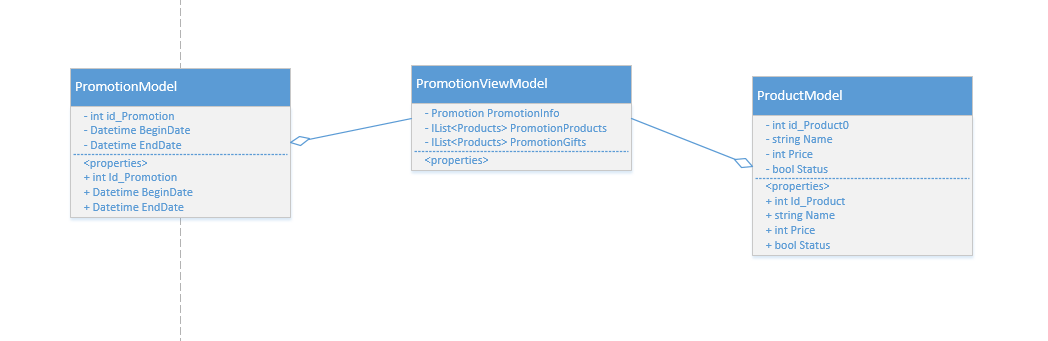 PromotionModel
- int id_Promotion
- Datetime BeginDate
- Datetime EndDate
<properties>
+ int Id_Promotion
+ Datetime BeginDate
+ Datetime EndDate
PromotionViewModel
- Promotion PromotionInfo
- IList<Products> PromotionProducts
- IList<Products> PromotionGifts
<properties>
ProductModel
- int id_Product0
- string Name
- int Price
- bool Status
<properties>
+ int Id_Product
+ string Name
+ int Price
+ bool Status